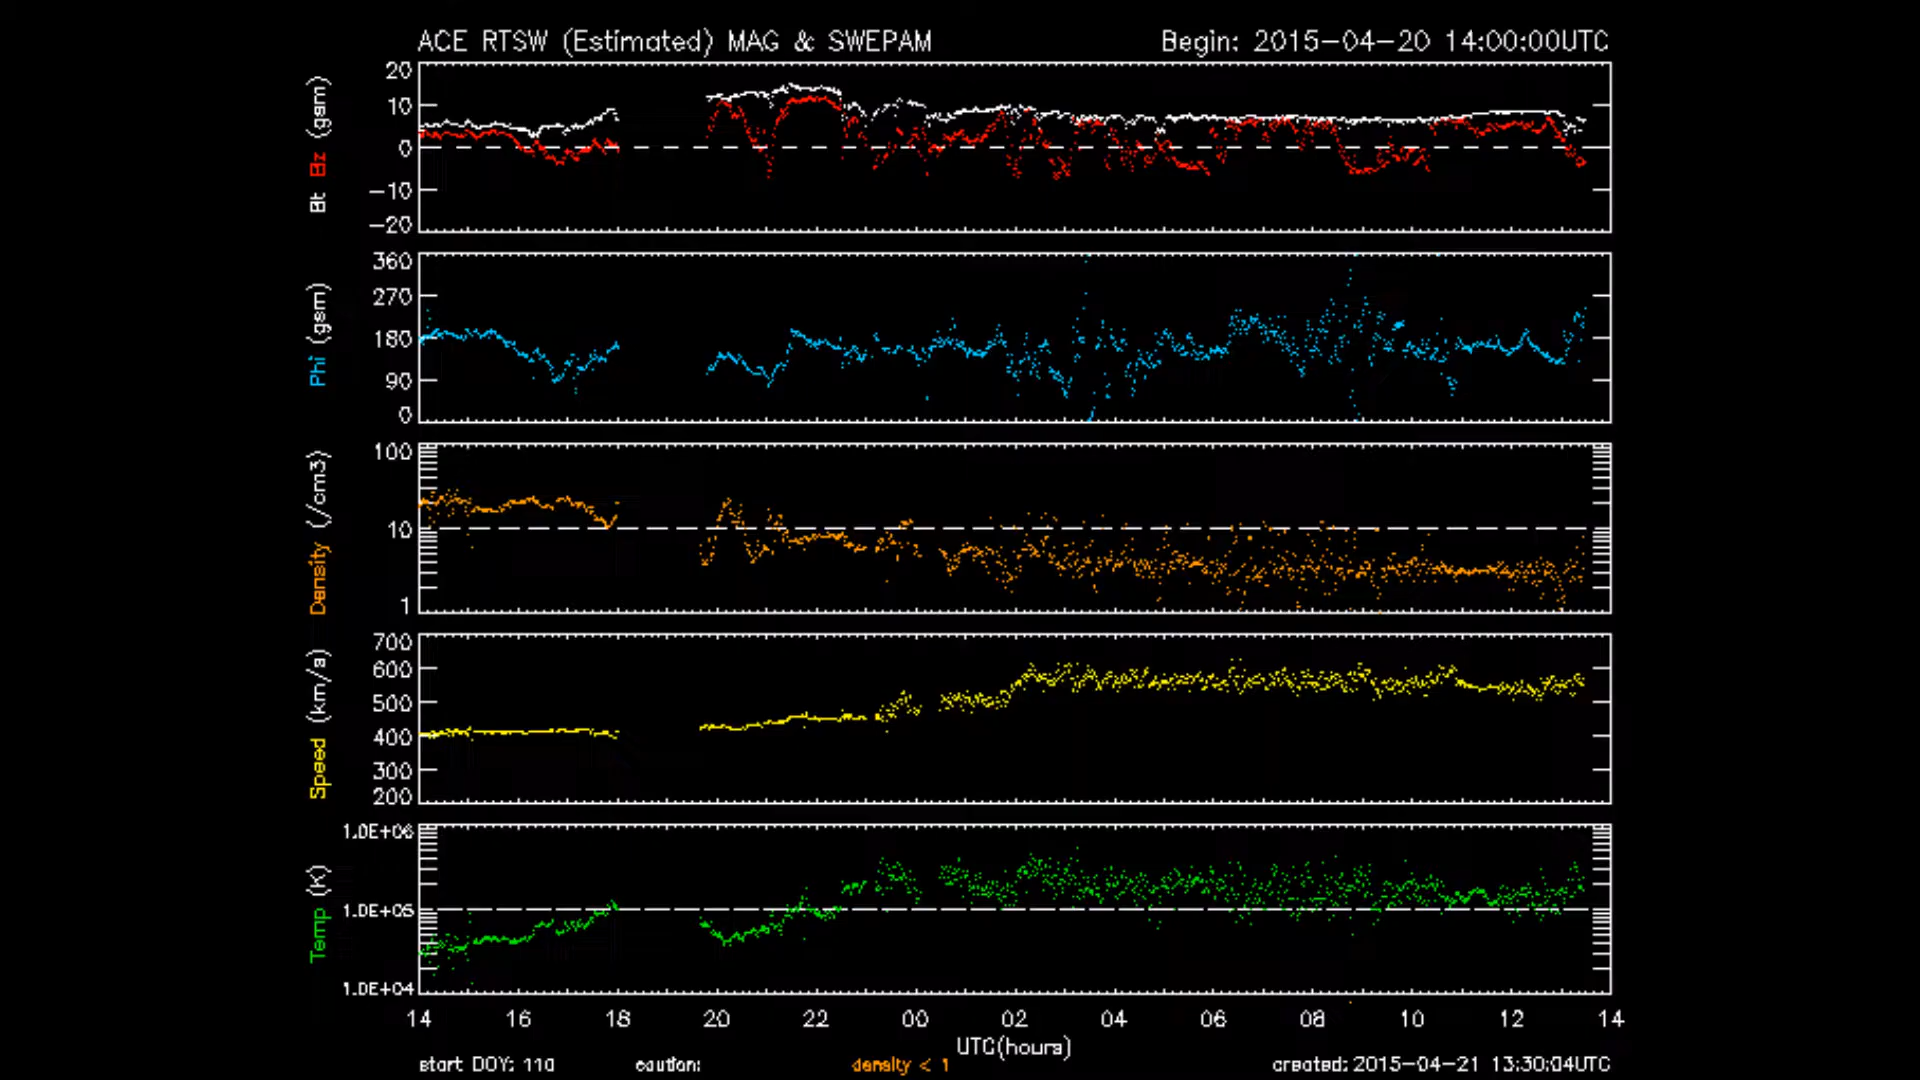 ACE RTSW (Estimated) MAG & SWEPAM
Begin: 2015-04-20 14:00:00UTC
Bt Bz (gsm)
20
10
0
-10
-20
Phi (gsm)
360
270
180
90
0
Density (/cm3)
100
10
1
Speed (km/s)
700
600
500
400
300
200
Temp (K)
1.0E+06
1.0E+05
1.0E+04
14 16 18 20 22 00 02 04 06 08 10 12 14
UTC(hours)
start DOY: 110
caution:
density < 1
created: 2015-04-21 13:30:04UTC